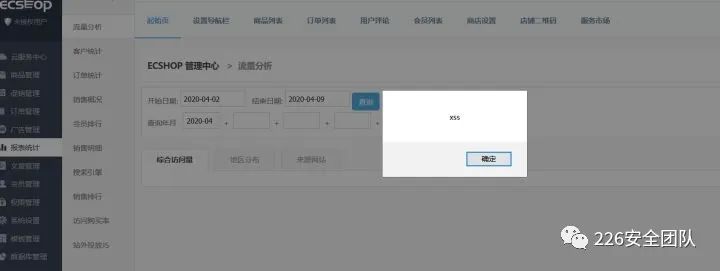 ECSHOP
未授权用户
云服务中心
商品管理
促销管理
订单管理
广告管理
报表统计
文章管理
会员管理
权限管理
系统设置
模板管理
数据库管理
流量分析
客户统计
订单统计
销售概况
会员排行
销售明细
搜索引擎
销售排行
访问购买率
站外投放JS
起始页 设置导航栏 商品列表 订单列表 用户评论 会员列表 商店设置 店铺二维码 服务市场
ECSHOP 管理中心 > 流量分析
开始日期: 2020-04-02 结束日期: 2020-04-09 查询
查询年月 2020-04 + + + +
综合访问量 地区分布 来源网站
xss
确定
226安全团队